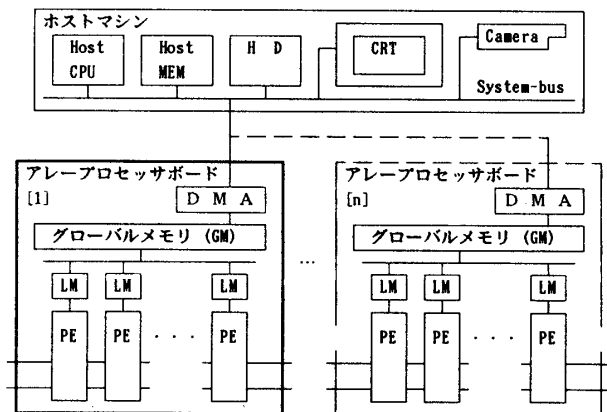 ホストマシン
Host CPU
Host MEM
H D
CRT
Camera
System-bus
アレープロセッサボード
[1]
D M A
グローバルメモリ (GM)
LM
LM
LM
PE
PE
・・・
PE
...
アレープロセッサボード
[n]
D M A
グローバルメモリ (GM)
LM
LM
LM
PE
PE
・・・
PE